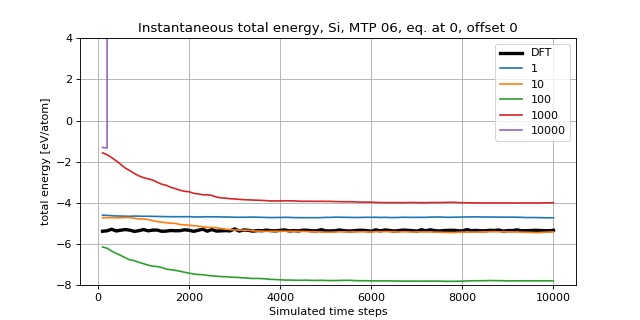 Instantaneous total energy, Si, MTP 06, eq. at 0, offset 0
4
2
0
−2
−4
−6
−8
total energy [eV/atom]
DFT
1
10
100
1000
10000
0 2000 4000 6000 8000 10000
Simulated time steps